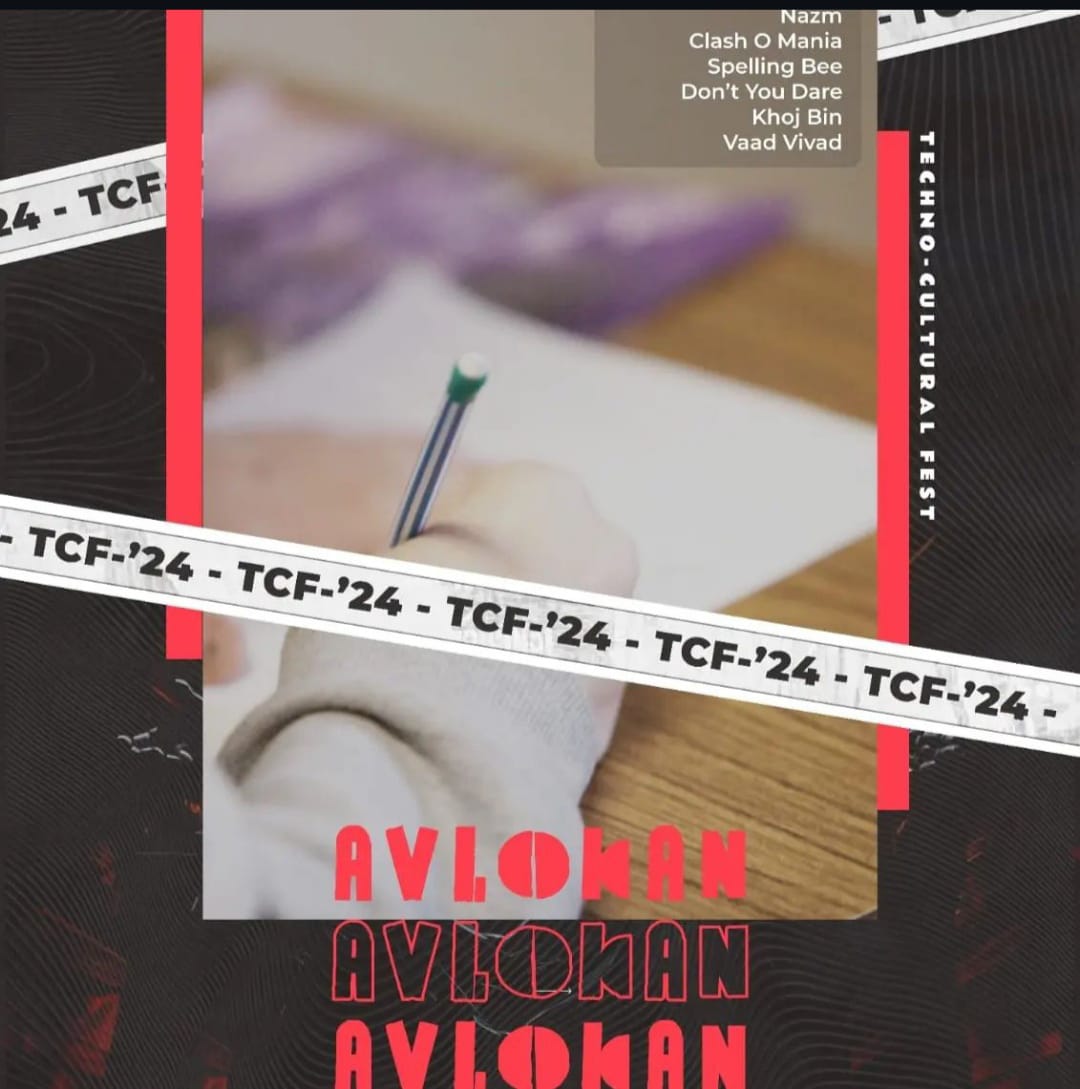 Nazm
Clash O Mania
Spelling Bee
Don't You Dare
Khoj Bin
Vaad Vivad
24 - TCF-
TECHNO-CULTURAL FEST
- TCF-'24 - TCF-'24 - TCF-'24 - TCF-'24 - TCF-'24 -
AVLOKAN
AVLOKAN
AVLOKAN